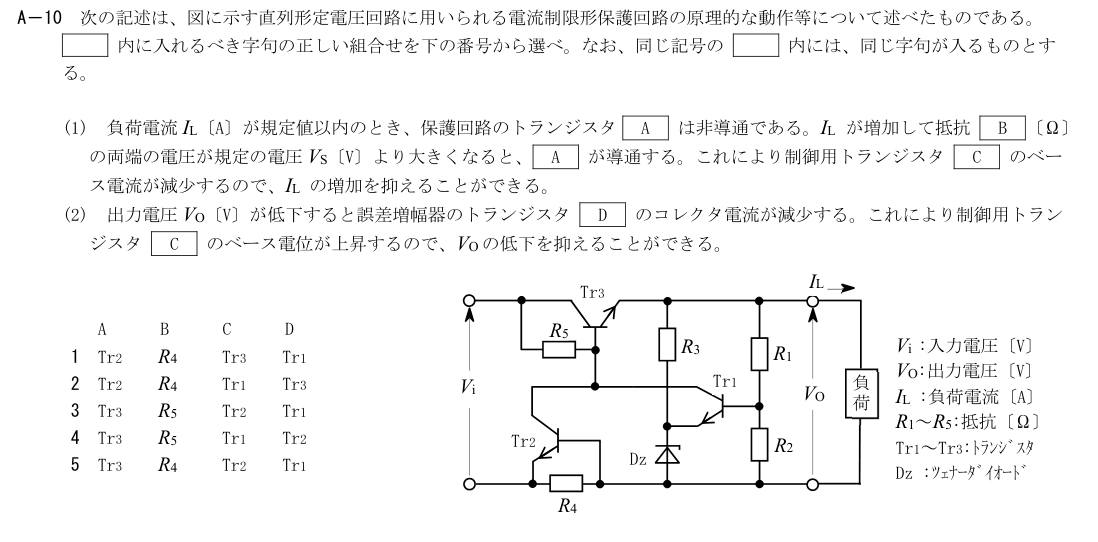 A－10 次の記述は、図に示す直列形定電圧回路に用いられる電流制限形保護回路の原理的な動作等について述べたものである。
内に入れるべき字句の正しい組合せを下の番号から選べ。なお、同じ記号の 内には、同じ字句が入るものとす
る。
(1) 負荷電流 IL〔A〕が規定値以内のとき、保護回路のトランジスタ A は非導通である。IL が増加して抵抗 B 〔Ω〕
の両端の電圧が規定の電圧 VS〔V〕より大きくなると、 A が導通する。これにより制御用トランジスタ C のベー
ス電流が減少するので、IL の増加を抑えることができる。
(2) 出力電圧 VO〔V〕が低下すると誤差増幅器のトランジスタ D のコレクタ電流が減少する。これにより制御用トラン
ジスタ C のベース電位が上昇するので、VO の低下を抑えることができる。
A B C D
1 Tr2 R4 Tr3 Tr1
2 Tr2 R4 Tr1 Tr3
3 Tr3 R5 Tr2 Tr1
4 Tr3 R5 Tr1 Tr2
5 Tr3 R4 Tr2 Tr1
IL
Tr3
R5
R3
R1
Tr1
Vi
VO
負荷
Tr2
Dz
R2
R4
Vi：入力電圧〔V〕
VO：出力電圧〔V〕
IL：負荷電流〔A〕
R1～R5：抵抗〔Ω〕
Tr1～Tr3：ﾄﾗﾝｼﾞｽﾀ
Dz：ﾂｪﾅｰﾀﾞｲｵｰﾄﾞ